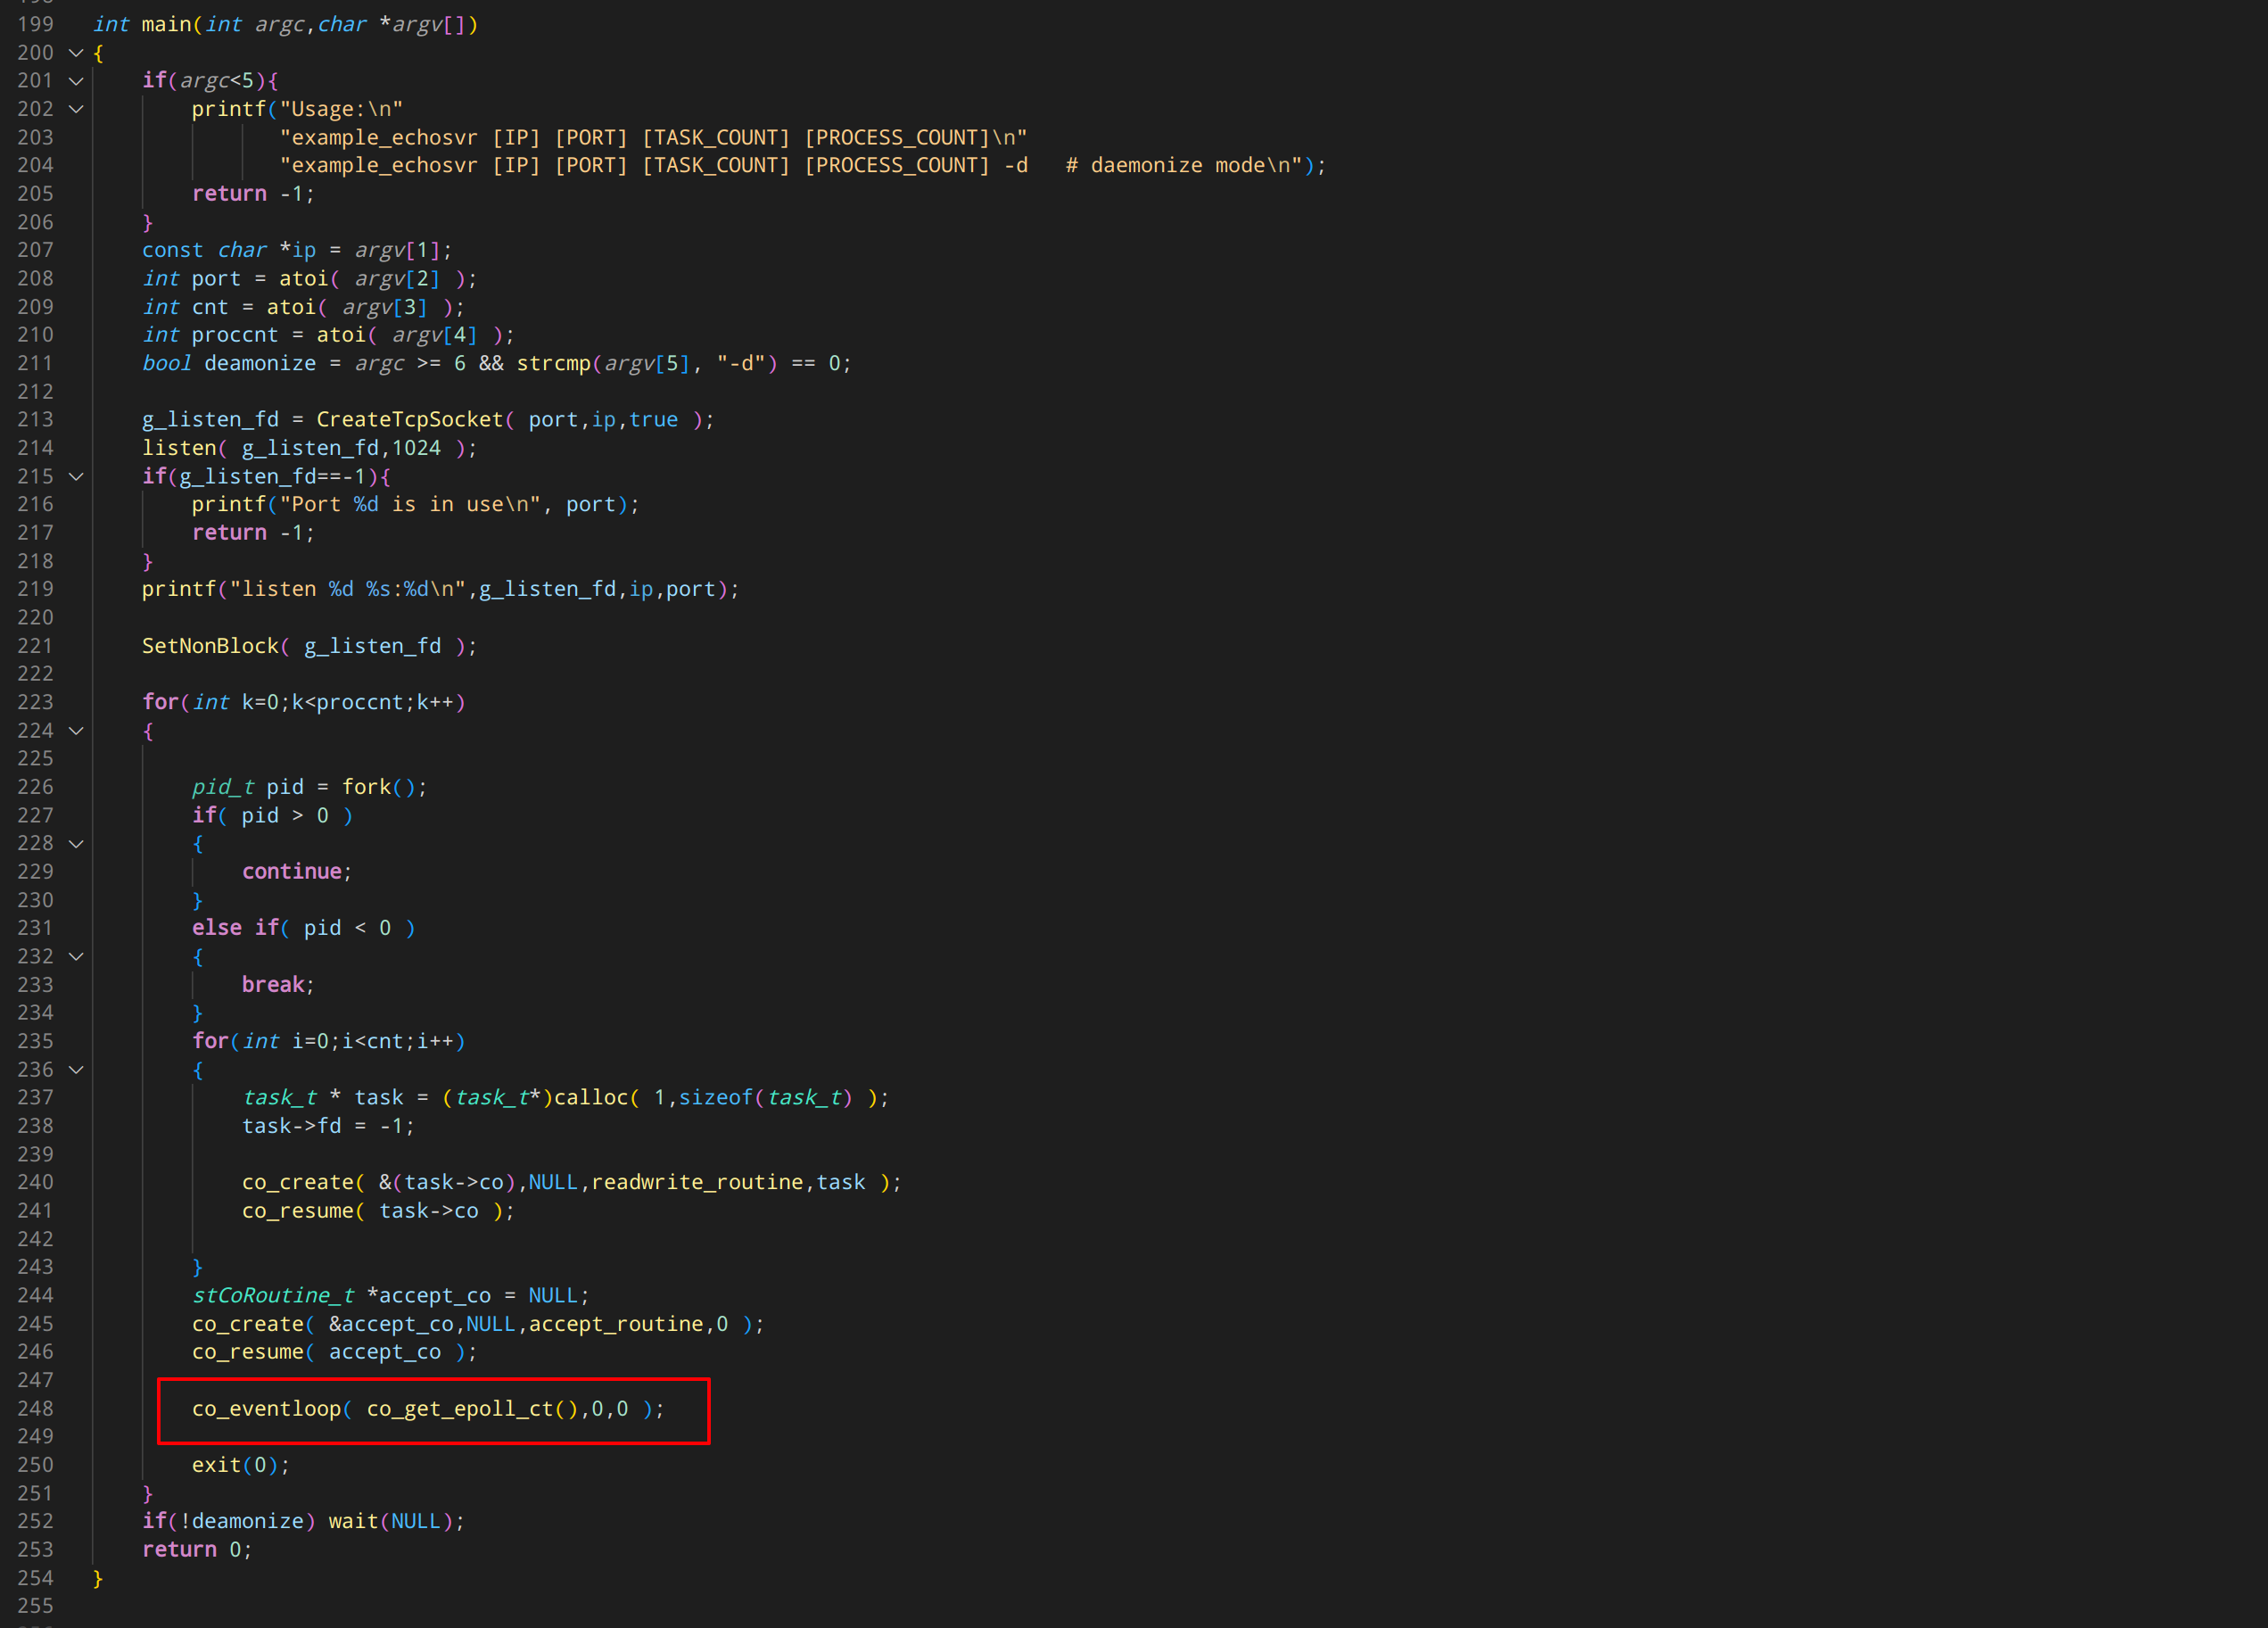 199 int main(int argc,char *argv[])
200 {
201 if(argc<5){
202 printf("Usage:\n"
203 "example_echosvr [IP] [PORT] [TASK_COUNT] [PROCESS_COUNT]\n"
204 "example_echosvr [IP] [PORT] [TASK_COUNT] [PROCESS_COUNT] -d   # daemonize mode\n");
205 return -1;
206 }
207 const char *ip = argv[1];
208 int port = atoi( argv[2] );
209 int cnt = atoi( argv[3] );
210 int proccnt = atoi( argv[4] );
211 bool deamonize = argc >= 6 && strcmp(argv[5], "-d") == 0;
212
213 g_listen_fd = CreateTcpSocket( port,ip,true );
214 listen( g_listen_fd,1024 );
215 if(g_listen_fd==-1){
216 printf("Port %d is in use\n", port);
217 return -1;
218 }
219 printf("listen %d %s:%d\n",g_listen_fd,ip,port);
220
221 SetNonBlock( g_listen_fd );
222
223 for(int k=0;k<proccnt;k++)
224 {
225
226 pid_t pid = fork();
227 if( pid > 0 )
228 {
229 continue;
230 }
231 else if( pid < 0 )
232 {
233 break;
234 }
235 for(int i=0;i<cnt;i++)
236 {
237 task_t * task = (task_t*)calloc( 1,sizeof(task_t) );
238 task->fd = -1;
239
240 co_create( &(task->co),NULL,readwrite_routine,task );
241 co_resume( task->co );
242
243 }
244 stCoRoutine_t *accept_co = NULL;
245 co_create( &accept_co,NULL,accept_routine,0 );
246 co_resume( accept_co );
247
248 co_eventloop( co_get_epoll_ct(),0,0 );
249
250 exit(0);
251 }
252 if(!deamonize) wait(NULL);
253 return 0;
254 }
255